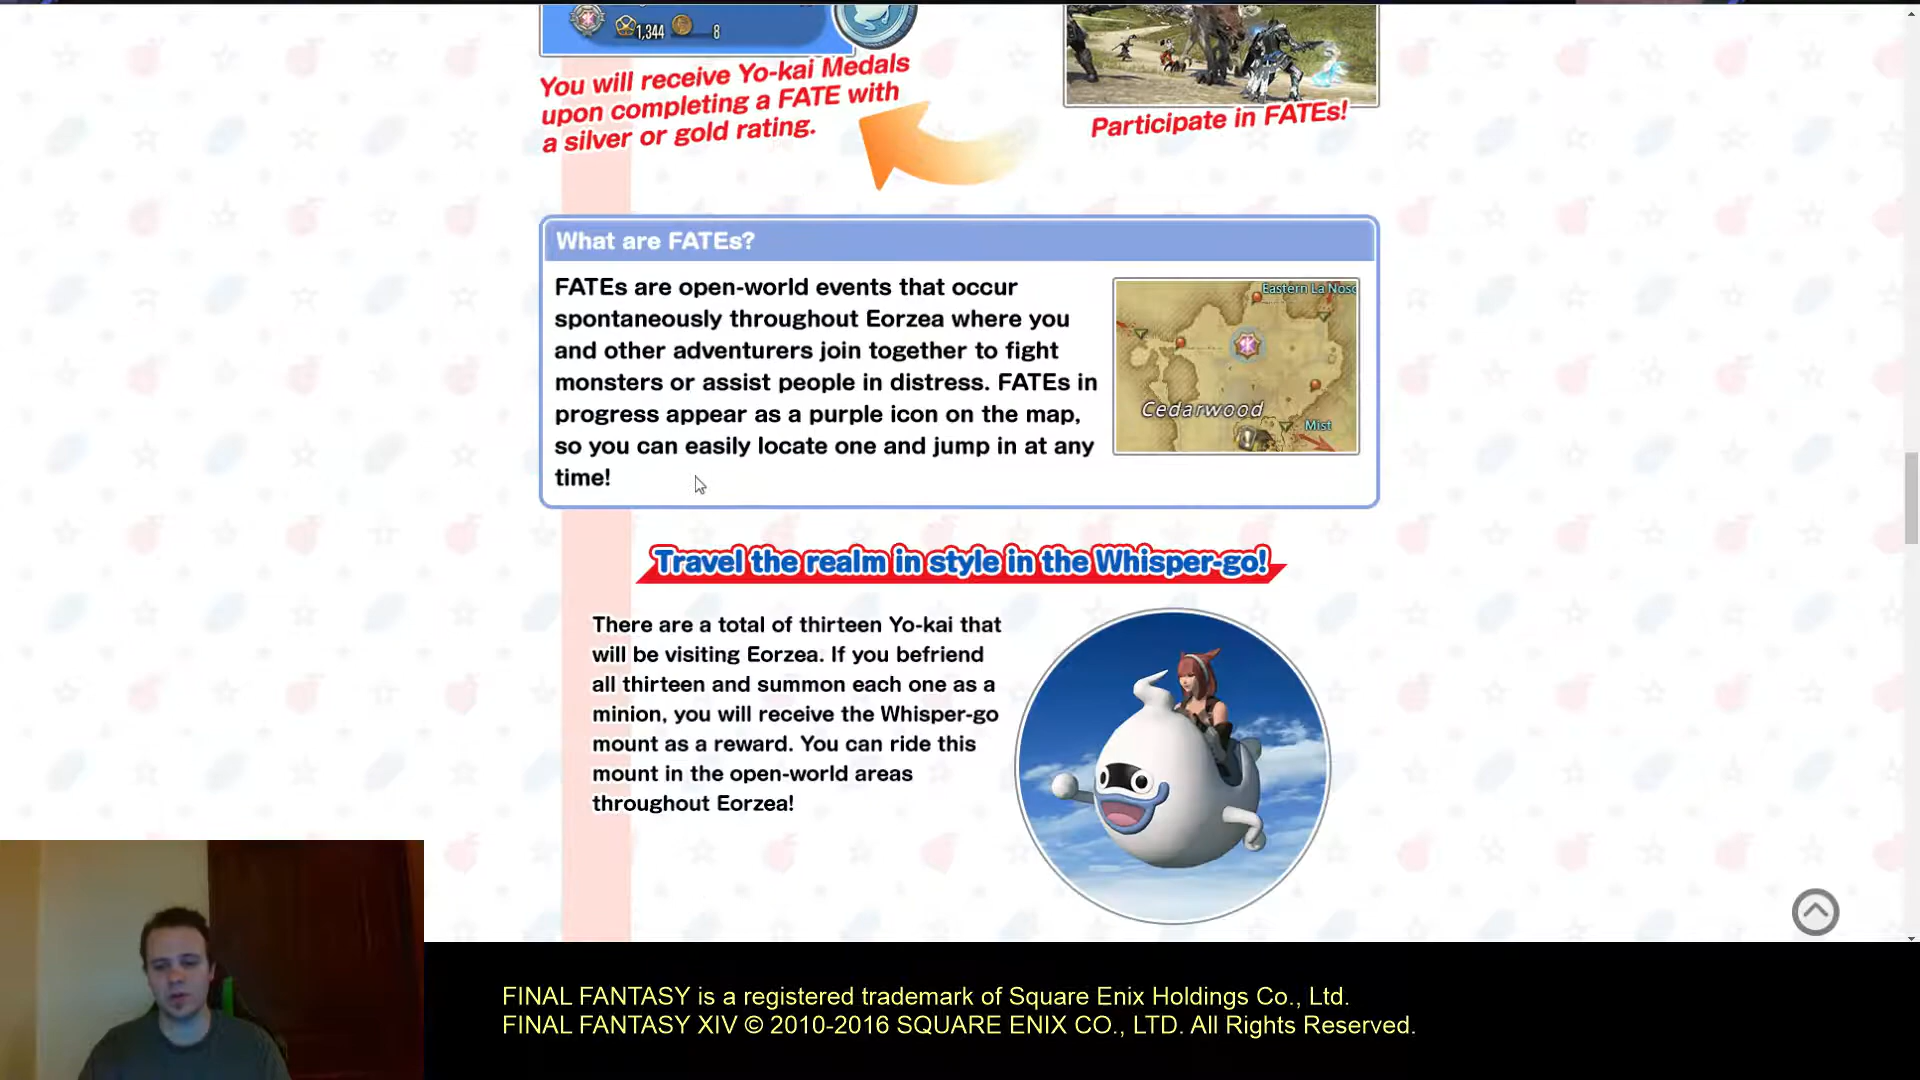 1,344 8
You will receive Yo-kai Medals
upon completing a FATE with
a silver or gold rating.
Participate in FATEs!
What are FATEs?
FATEs are open-world events that occur
spontaneously throughout Eorzea where you
and other adventurers join together to fight
monsters or assist people in distress. FATEs in
progress appear as a purple icon on the map,
so you can easily locate one and jump in at any
time!
Eastern La Nosc
Cedarwood
Mist
Travel the realm in style in the Whisper-go!
There are a total of thirteen Yo-kai that
will be visiting Eorzea. If you befriend
all thirteen and summon each one as a
minion, you will receive the Whisper-go
mount as a reward. You can ride this
mount in the open-world areas
throughout Eorzea!
FINAL FANTASY is a registered trademark of Square Enix Holdings Co., Ltd.
FINAL FANTASY XIV © 2010-2016 SQUARE ENIX CO., LTD. All Rights Reserved.